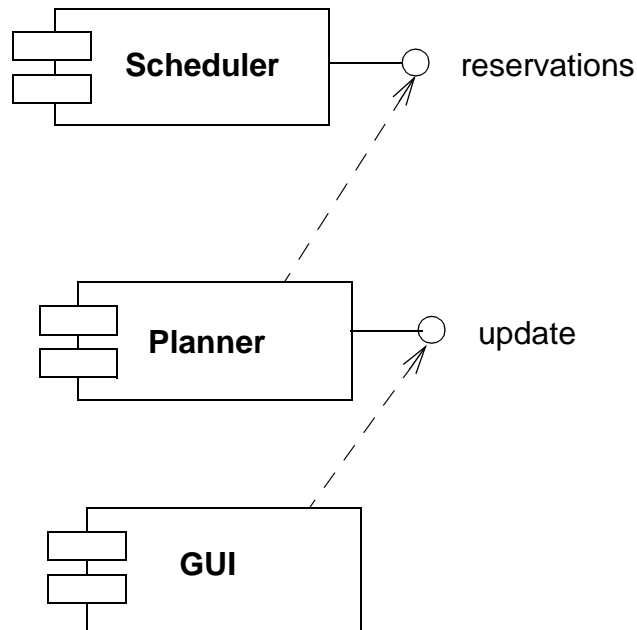 Scheduler
reservations
Planner
update
GUI